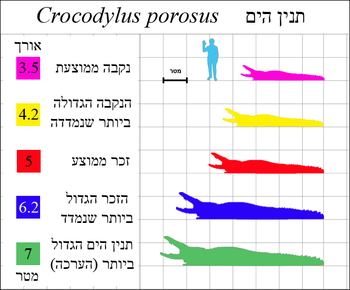 תנין הים Crocodylus porosus
אורך
3.5 נקבה ממוצעת
מטר
4.2 הנקבה הגדולה
ביותר שנמדדה
5 זכר ממוצע
6.2 הזכר הגדול
ביותר שנמדד
7 תנין הים הגדול
ביותר (הערכה)
מטר